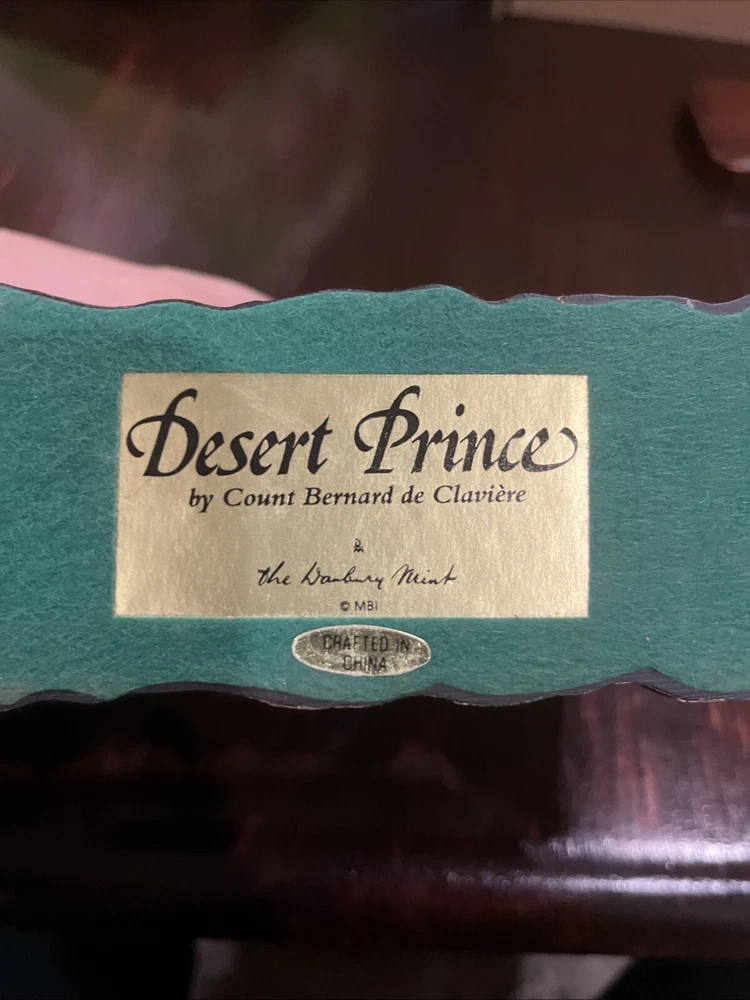 Desert Prince
by Count Bernard de Clavière
The Danbury Mint
© MBI
CRAFTED IN
CHINA